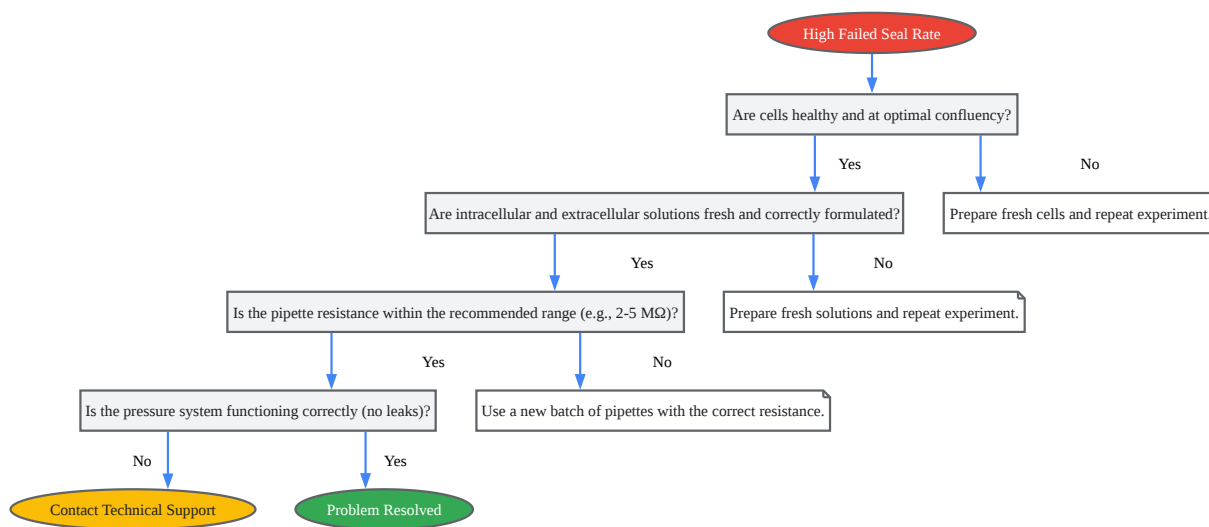 High Failed Seal Rate
Are cells healthy and at optimal confluency?
Yes
No
Are intracellular and extracellular solutions fresh and correctly formulated?
Prepare fresh cells and repeat experiment.
Yes
No
Is the pipette resistance within the recommended range (e.g., 2-5 MΩ)?
Prepare fresh solutions and repeat experiment.
Yes
No
Is the pressure system functioning correctly (no leaks)?
Use a new batch of pipettes with the correct resistance.
No
Yes
Contact Technical Support
Problem Resolved